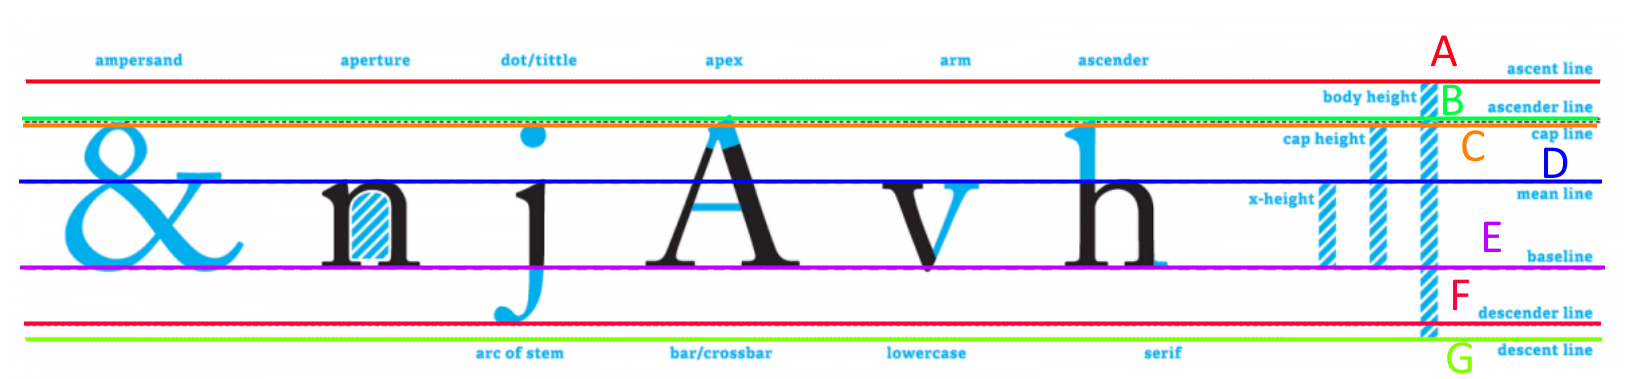 ampersand aperture dot/tittle apex arm ascender A
ascent line
body height B ascender line
cap height C cap line
D
& n j A v h
x-height mean line
E baseline
F descender line
arc of stem bar/crossbar lowercase serif G descent line